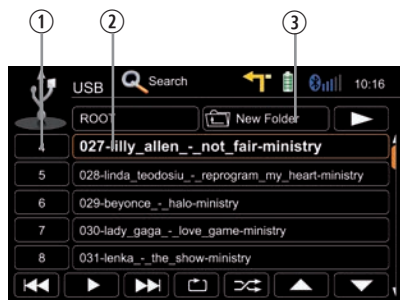 1 2 3
USB Search 10:16
ROOT New Folder
4 027-lilly_allen_-_not_fair-ministry
5 028-linda_teodosiu_-_reprogram_my_heart-ministry
6 029-beyonce_-_halo-ministry
7 030-lady_gaga_-_love_game-ministry
8 031-lenka_-_the_show-ministry